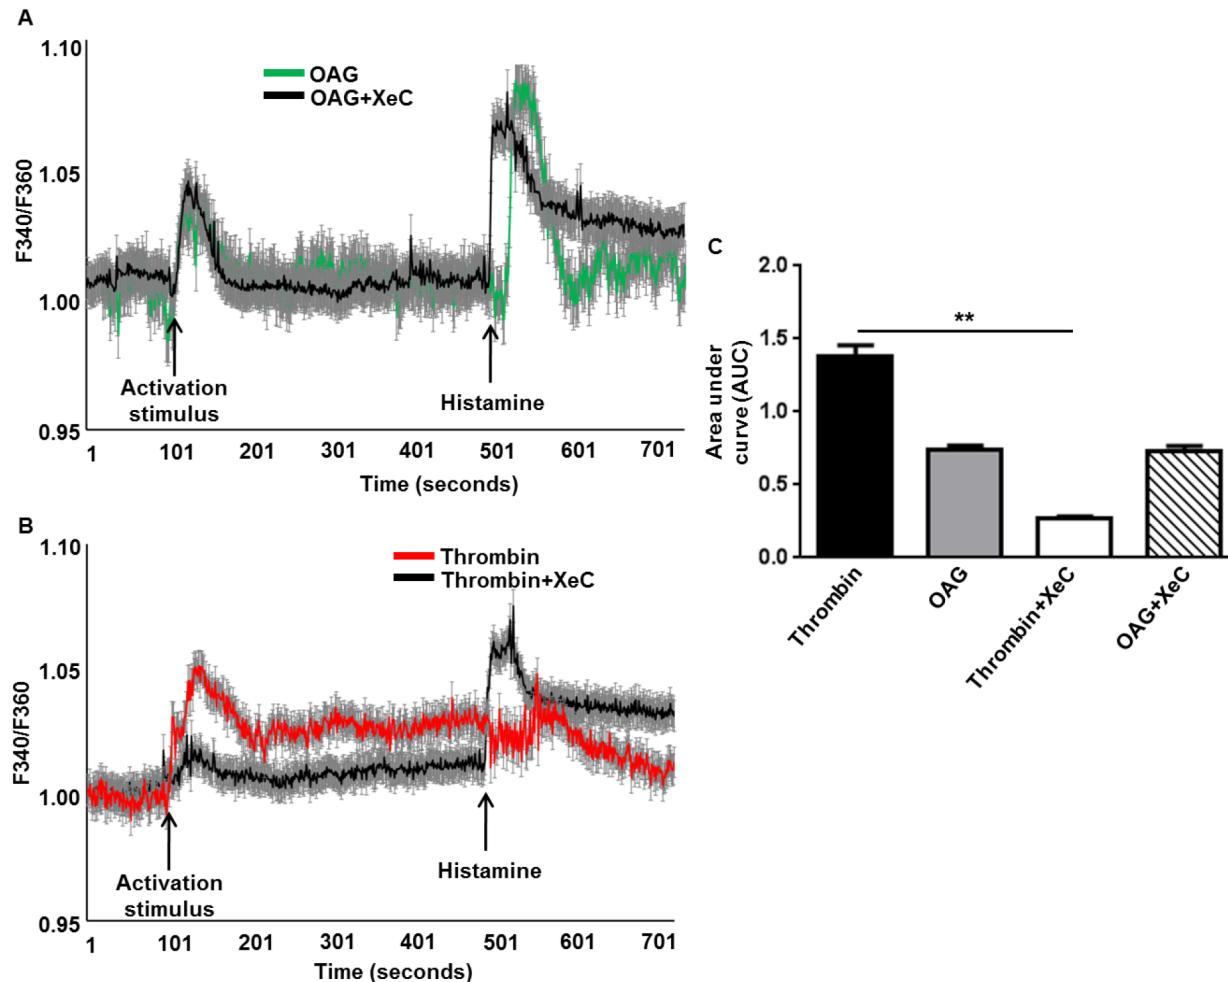 A
1.10
1.05
1.00
0.95
F340/F360
OAG
OAG+XeC
Activation
stimulus
Histamine
1 101 201 301 401 501 601 701
Time (seconds)
B
1.10
1.05
1.00
0.95
F340/F360
Thrombin
Thrombin+XeC
Activation
stimulus
Histamine
1 101 201 301 401 501 601 701
Time (seconds)
C
2.0
1.5
1.0
0.5
0.0
Area under
curve (AUC)
**
Thrombin
OAG
Thrombin+XeC
OAG+XeC